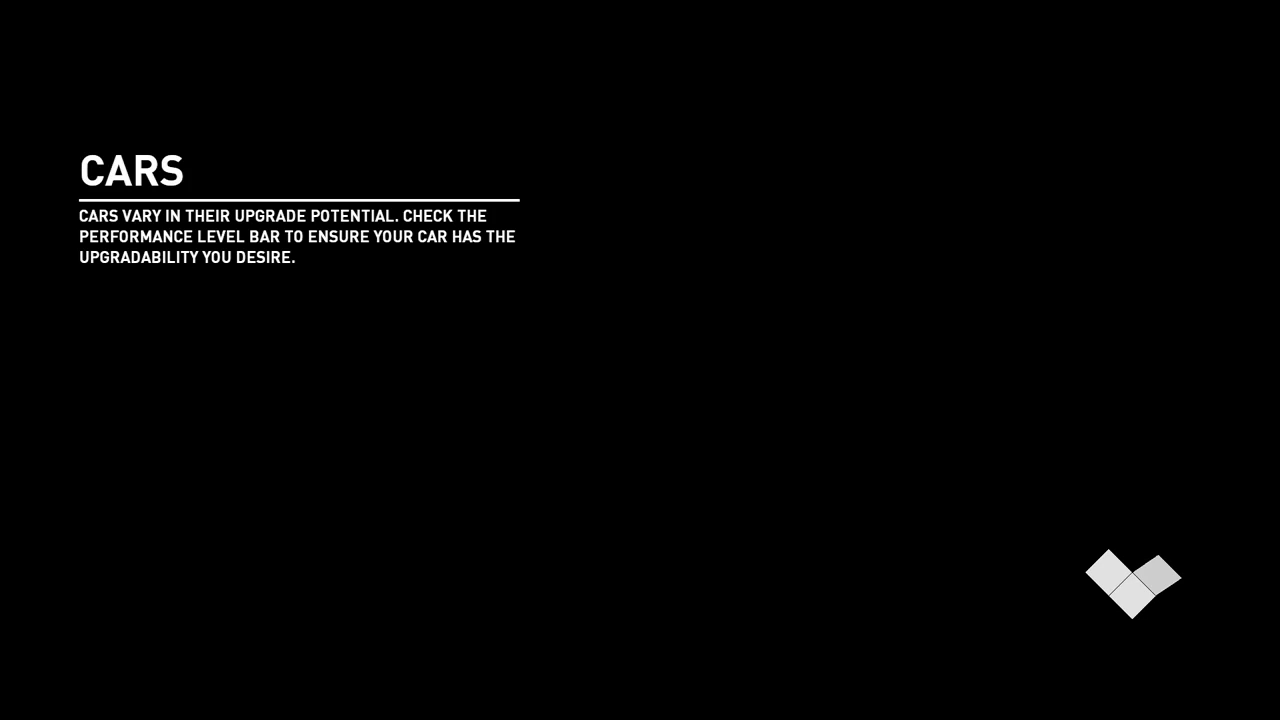 CARS
CARS VARY IN THEIR UPGRADE POTENTIAL. CHECK THE
PERFORMANCE LEVEL BAR TO ENSURE YOUR CAR HAS THE
UPGRADABILITY YOU DESIRE.